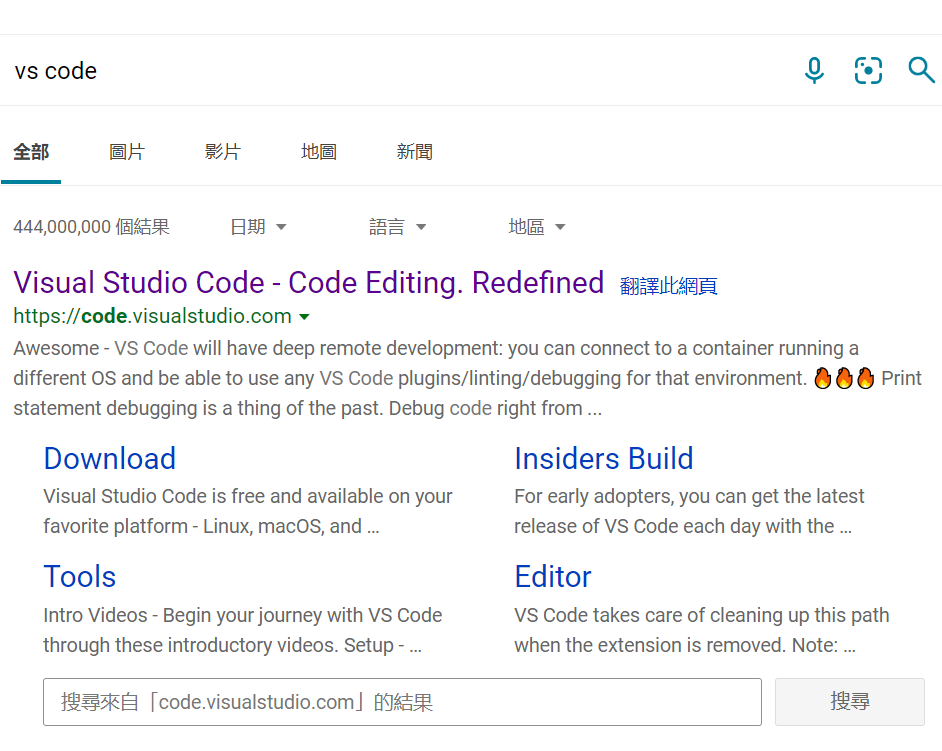 vs code
全部 圖片 影片 地圖 新聞
444,000,000 個結果 日期 語言 地區
Visual Studio Code - Code Editing. Redefined 翻譯此網頁
https://code.visualstudio.com
Awesome - VS Code will have deep remote development: you can connect to a container running a
different OS and be able to use any VS Code plugins/linting/debugging for that environment. 🔥🔥🔥 Print
statement debugging is a thing of the past. Debug code right from ...
Download
Visual Studio Code is free and available on your
favorite platform - Linux, macOS, and ...
Insiders Build
For early adopters, you can get the latest
release of VS Code each day with the ...
Tools
Intro Videos - Begin your journey with VS Code
through these introductory videos. Setup - ...
Editor
VS Code takes care of cleaning up this path
when the extension is removed. Note: ...
搜尋來自「code.visualstudio.com」的結果
搜尋